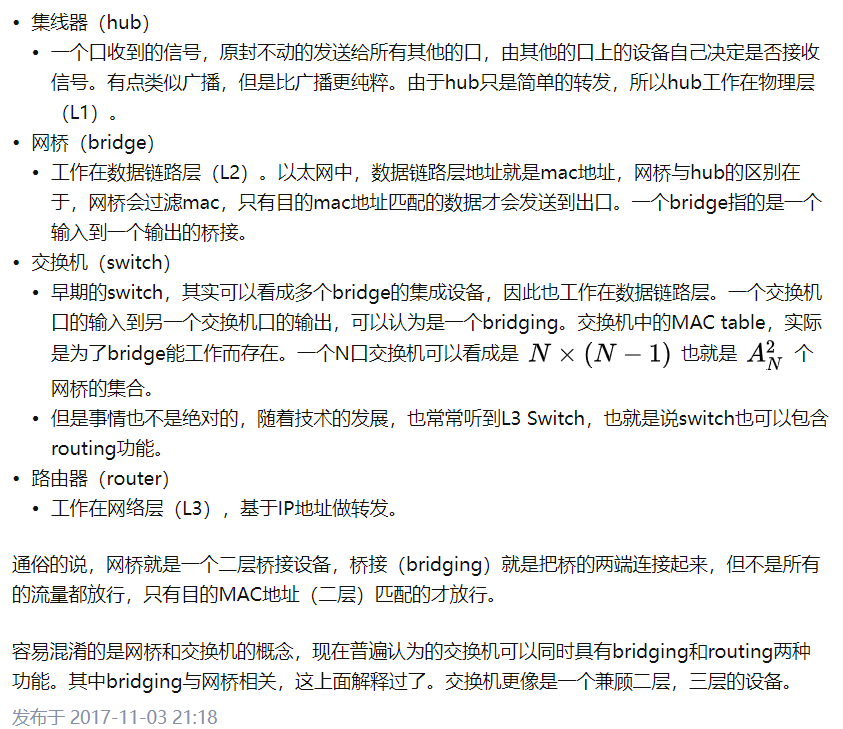 • 集线器（hub）
• 一个口收到的信号，原封不动的发送给所有其他的口，由其他的口上的设备自己决定是否接收
信号。有点类似广播，但是比广播更纯粹。由于hub只是简单的转发，所以hub工作在物理层
（L1）。
• 网桥（bridge）
• 工作在数据链路层（L2）。以太网中，数据链路层地址就是mac地址，网桥与hub的区别在
于，网桥会过滤mac，只有目的mac地址匹配的数据才会发送到出口。一个bridge指的是一个
输入到一个输出的桥接。
• 交换机（switch）
• 早期的switch，其实可以看成多个bridge的集成设备，因此也工作在数据链路层。一个交换机
口的输入到另一个交换机口的输出，可以认为是一个bridging。交换机中的MAC table，实际
是为了bridge能工作而存在。一个N口交换机可以看成是 N × (N − 1) 也就是 A_N^2 个
网桥的集合。
• 但是事情也不是绝对的，随着技术的发展，也常常听到L3 Switch，也就是说switch也可以包含
routing功能。
• 路由器（router）
• 工作在网络层（L3），基于IP地址做转发。
通俗的说，网桥就是一个二层桥接设备，桥接（bridging）就是把桥的两端连接起来，但不是所有
的流量都放行，只有目的MAC地址（二层）匹配的才放行。
容易混淆的是网桥和交换机的概念，现在普遍认为的交换机可以同时具有bridging和routing两种
功能。其中bridging与网桥相关，这上面解释过了。交换机更像是一个兼顾二层，三层的设备。
发布于 2017-11-03 21:18